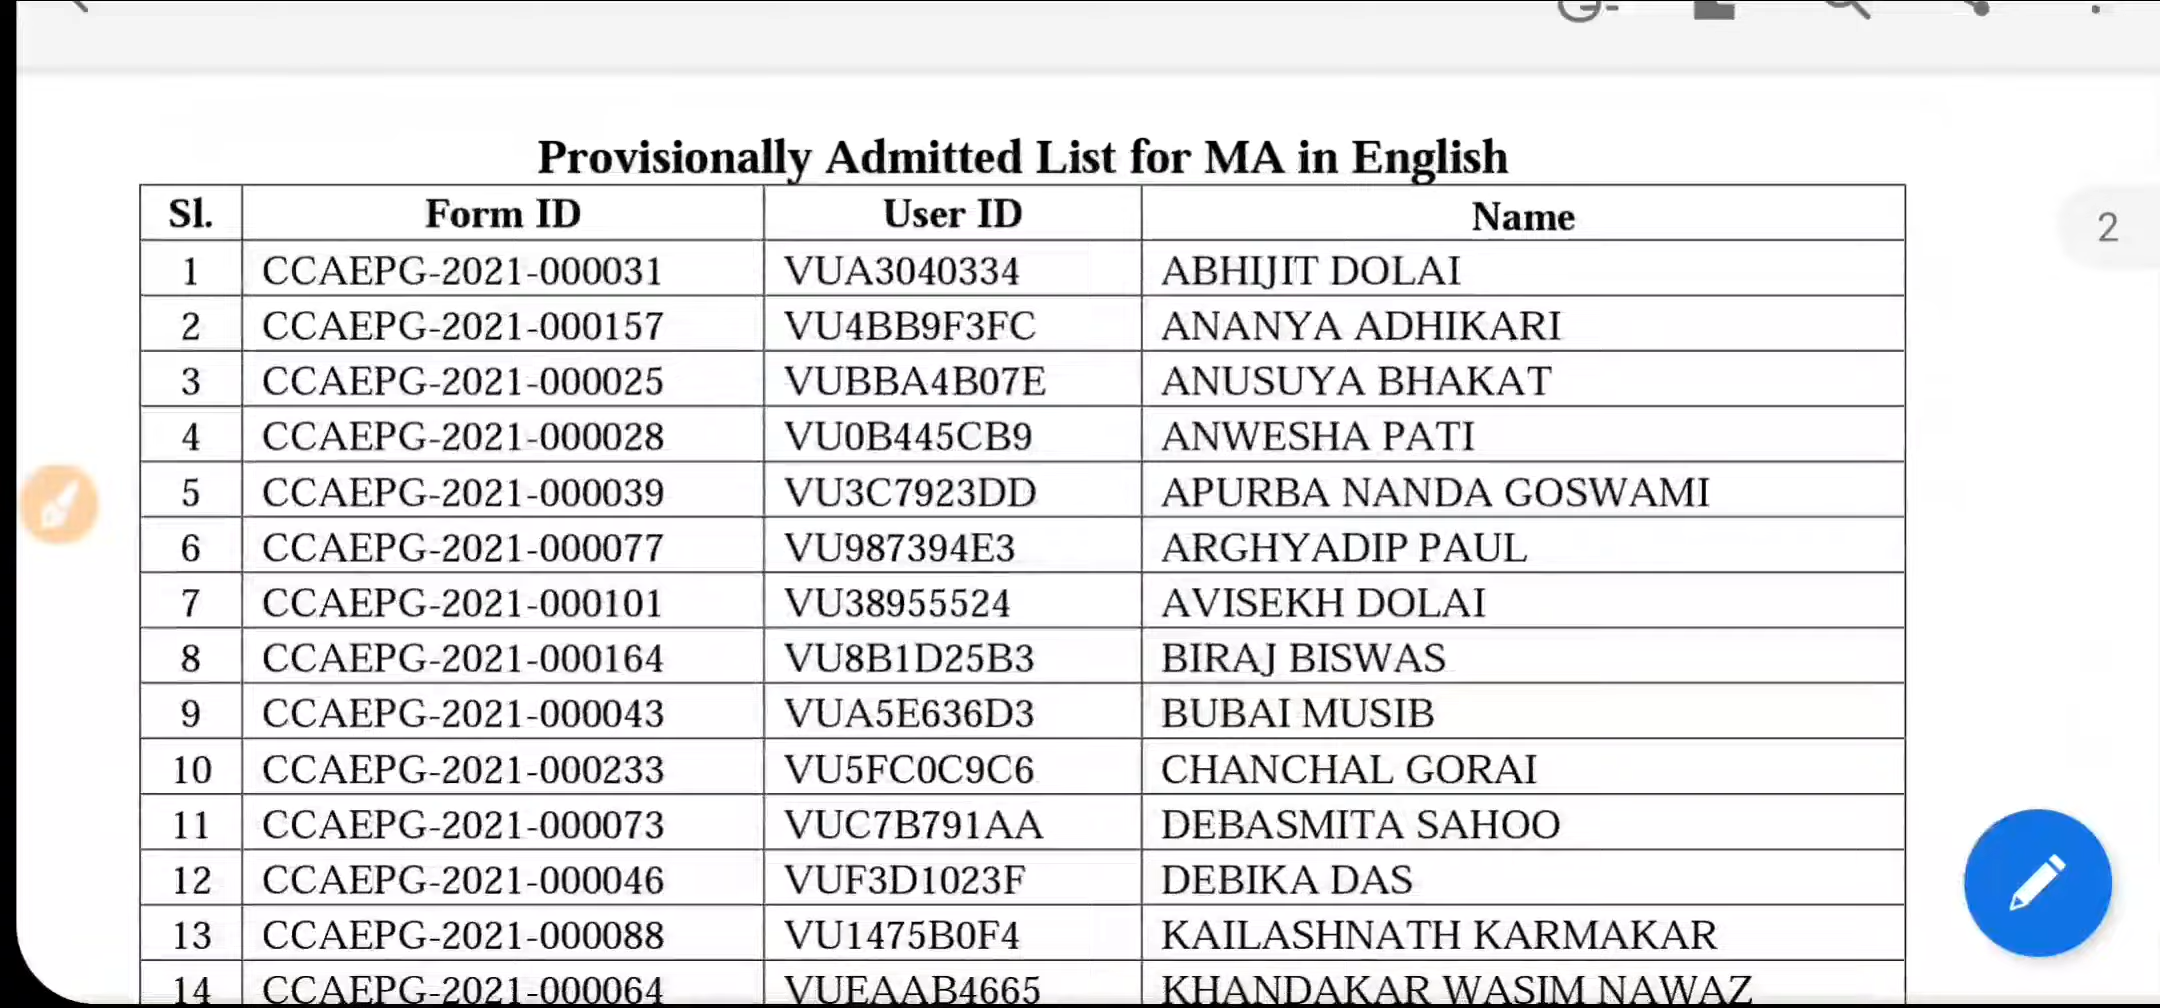 Provisionally Admitted List for MA in English
Sl. Form ID User ID Name
1 CCAEPG-2021-000031 VUA3040334 ABHIJIT DOLAI
2 CCAEPG-2021-000157 VU4BB9F3FC ANANYA ADHIKARI
3 CCAEPG-2021-000025 VUBBA4B07E ANUSUYA BHAKAT
4 CCAEPG-2021-000028 VU0B445CB9 ANWESHA PATI
5 CCAEPG-2021-000039 VU3C7923DD APURBA NANDA GOSWAMI
6 CCAEPG-2021-000077 VU987394E3 ARGHYADIP PAUL
7 CCAEPG-2021-000101 VU38955524 AVISEKH DOLAI
8 CCAEPG-2021-000164 VU8B1D25B3 BIRAJ BISWAS
9 CCAEPG-2021-000043 VUA5E636D3 BUBAI MUSIB
10 CCAEPG-2021-000233 VU5FC0C9C6 CHANCHAL GORAI
11 CCAEPG-2021-000073 VUC7B791AA DEBASMITA SAHOO
12 CCAEPG-2021-000046 VUF3D1023F DEBIKA DAS
13 CCAEPG-2021-000088 VU1475B0F4 KAILASHNATH KARMAKAR
14 CCAEPG-2021-000064 VUEAAB4665 KHANDAKAR WASIM NAWAZ
2